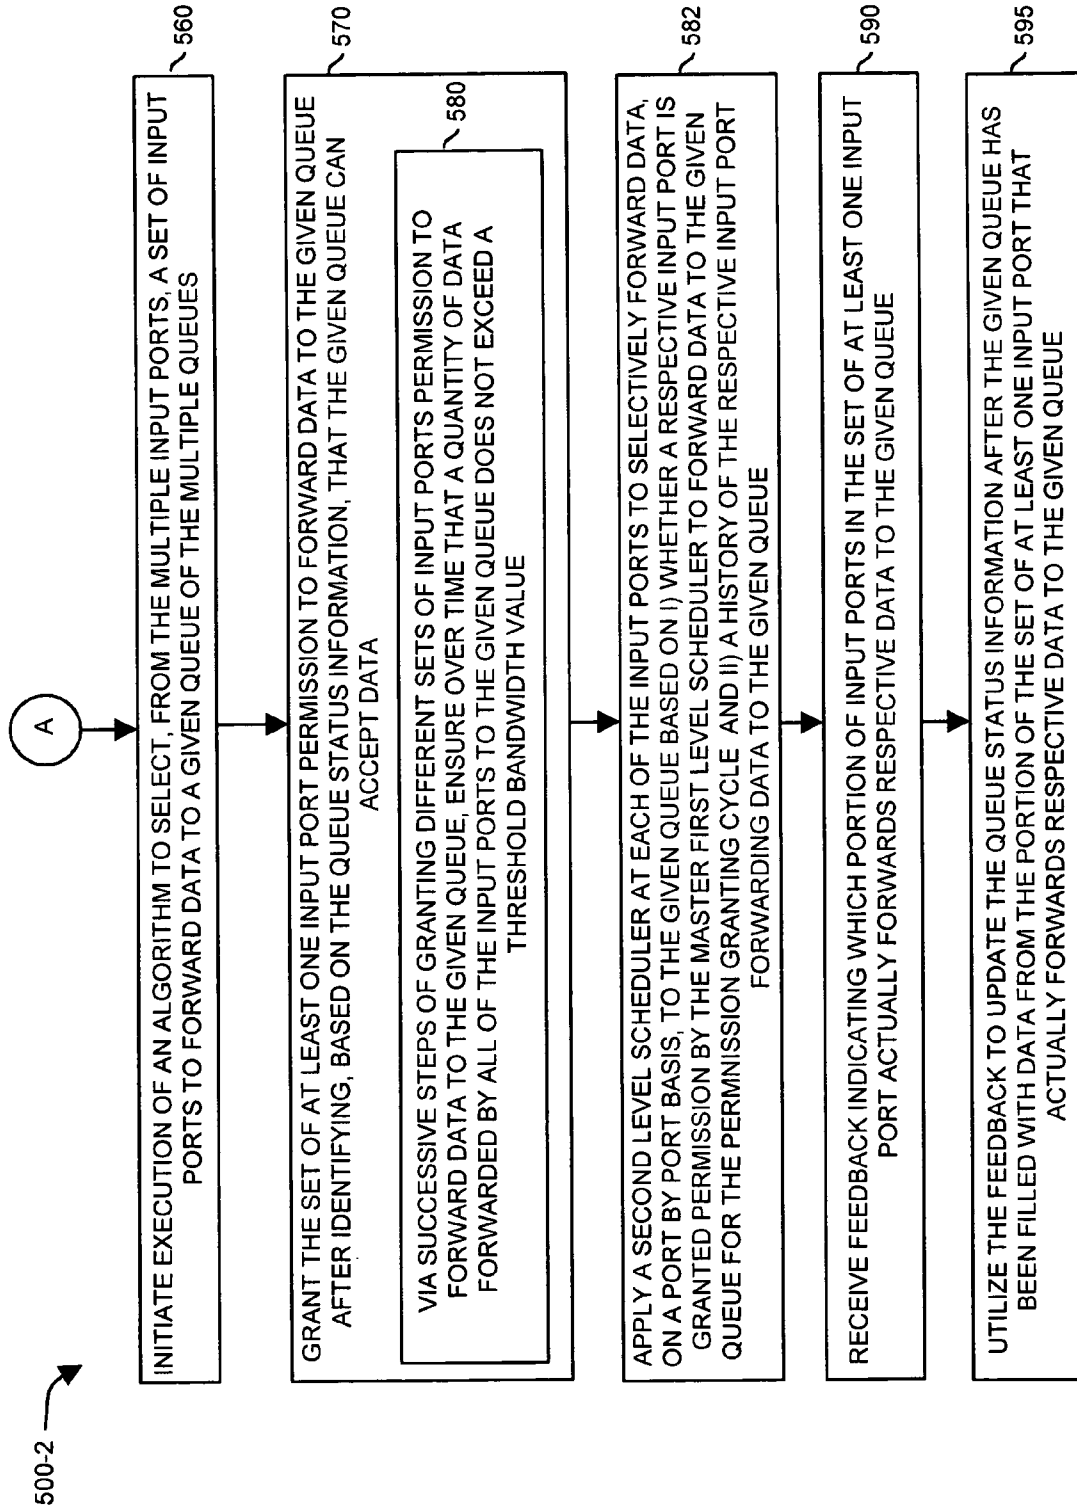 500-2
A
560
INITIATE EXECUTION OF AN ALGORITHM TO SELECT, FROM THE MULTIPLE INPUT PORTS, A SET OF INPUT
PORTS TO FORWARD DATA TO A GIVEN QUEUE OF THE MULTIPLE QUEUES
570
GRANT THE SET OF AT LEAST ONE INPUT PORT PERMISSION TO FORWARD DATA TO THE GIVEN QUEUE
AFTER IDENTIFYING, BASED ON THE QUEUE STATUS INFORMATION, THAT THE GIVEN QUEUE CAN
ACCEPT DATA
580
VIA SUCCESSIVE STEPS OF GRANTING DIFFERENT SETS OF INPUT PORTS PERMISSION TO
FORWARD DATA TO THE GIVEN QUEUE, ENSURE OVER TIME THAT A QUANTITY OF DATA
FORWARDED BY ALL OF THE INPUT PORTS TO THE GIVEN QUEUE DOES NOT EXCEED A
THRESHOLD BANDWIDTH VALUE
582
APPLY A SECOND LEVEL SCHEDULER AT EACH OF THE INPUT PORTS TO SELECTIVELY FORWARD DATA,
ON A PORT BY PORT BASIS, TO THE GIVEN QUEUE BASED ON I) WHETHER A RESPECTIVE INPUT PORT IS
GRANTED PERMISSION BY THE MASTER FIRST LEVEL SCHEDULER TO FORWARD DATA TO THE GIVEN
QUEUE FOR THE PERMNISSION GRANTING CYCLE AND II) A HISTORY OF THE RESPECTIVE INPUT PORT
FORWARDING DATA TO THE GIVEN QUEUE
590
RECEIVE FEEDBACK INDICATING WHICH PORTION OF INPUT PORTS IN THE SET OF AT LEAST ONE INPUT
PORT ACTUALLY FORWARDS RESPECTIVE DATA TO THE GIVEN QUEUE
595
UTILIZE THE FEEDBACK TO UPDATE THE QUEUE STATUS INFORMATION AFTER THE GIVEN QUEUE HAS
BEEN FILLED WITH DATA FROM THE PORTION OF THE SET OF AT LEAST ONE INPUT PORT THAT
ACTUALLY FORWARDS RESPECTIVE DATA TO THE GIVEN QUEUE